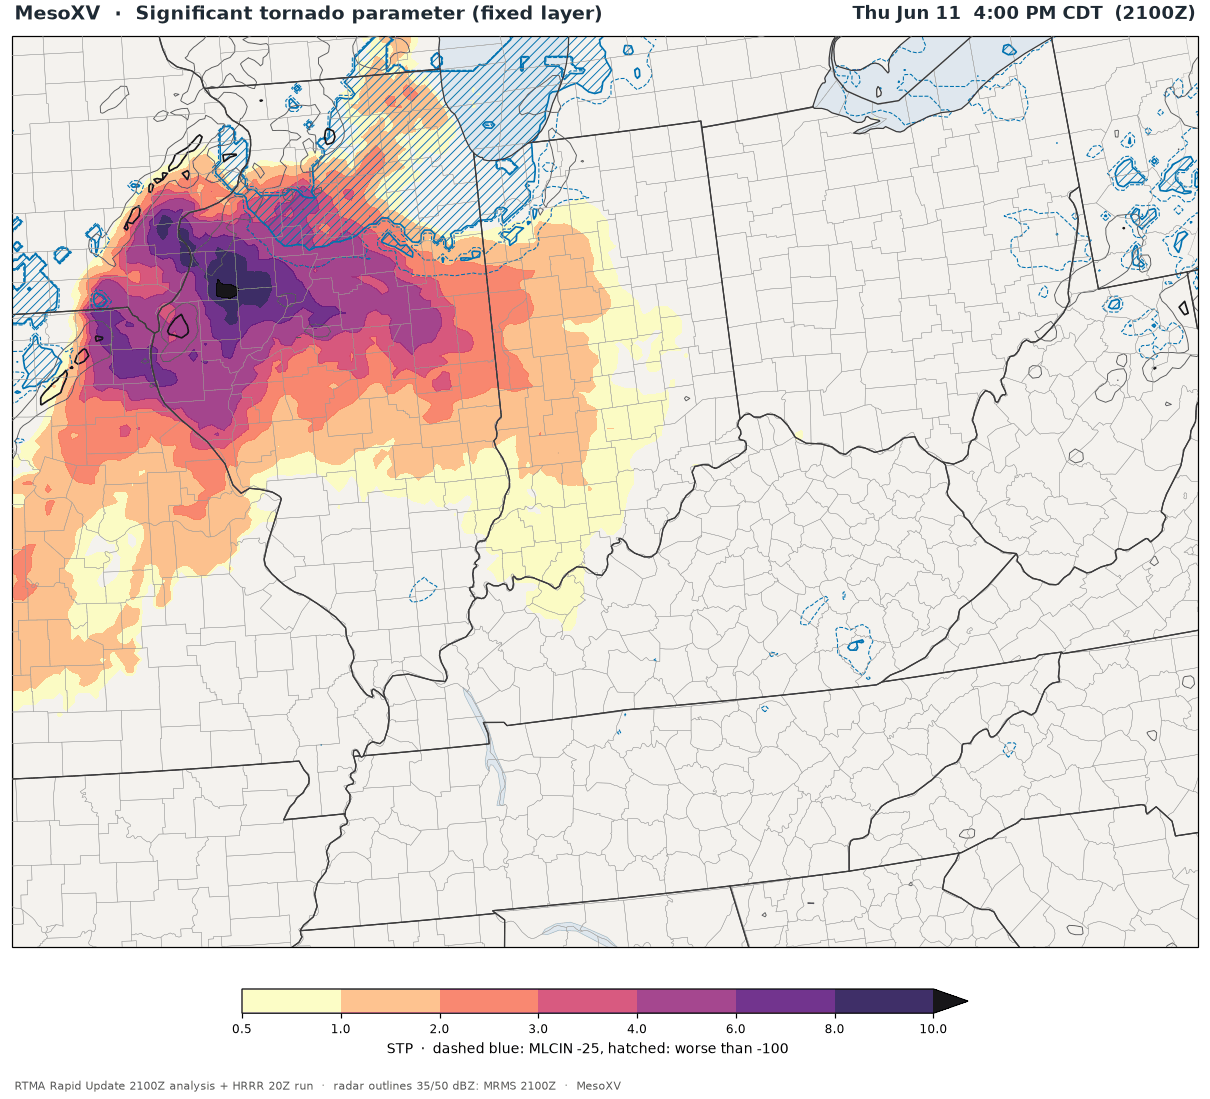 MesoXV · Significant tornado parameter (fixed layer)
Thu Jun 11 4:00 PM CDT (2100Z)
0.5 1.0 2.0 3.0 4.0 6.0 8.0 10.0
STP · dashed blue: MLCIN -25, hatched: worse than -100
RTMA Rapid Update 2100Z analysis + HRRR 20Z run · radar outlines 35/50 dBZ: MRMS 2100Z · MesoXV